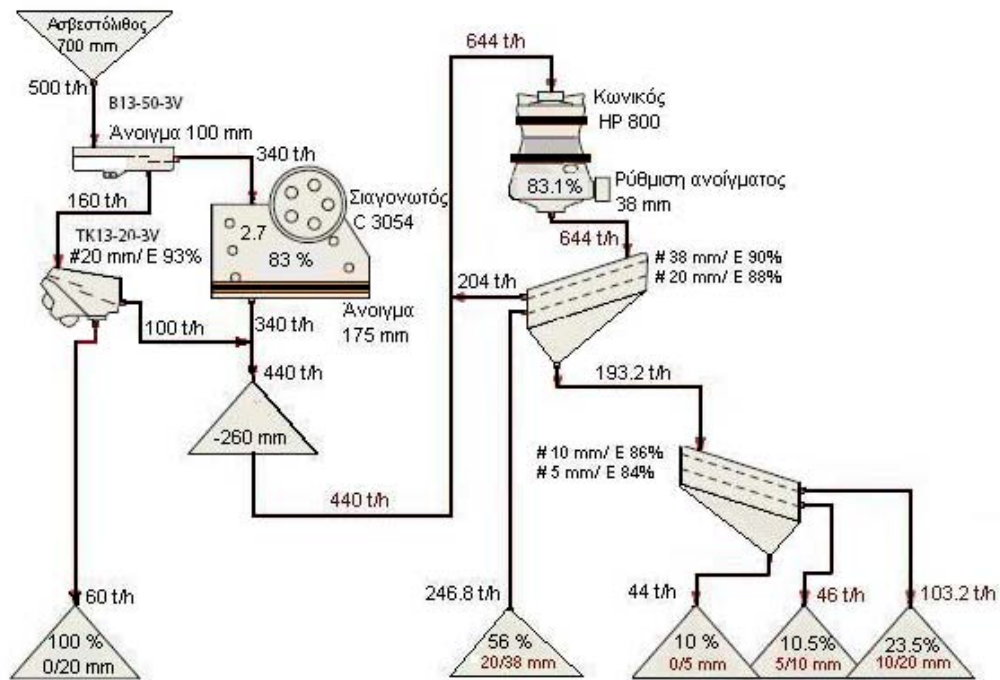 Ασβεστόλιθος
700 mm
500 t/h
B13-50-3V
Άνοιγμα 100 mm
340 t/h
160 t/h
TK13-20-3V
#20 mm/ E 93%
2.7
83 %
Σιαγονωτός
C 3054
Άνοιγμα
175 mm
100 t/h
340 t/h
440 t/h
-260 mm
440 t/h
60 t/h
100 %
0/20 mm
644 t/h
Κωνικός
HP 800
83.1%
Ρύθμιση ανοίγματος
38 mm
644 t/h
# 38 mm/ E 90%
# 20 mm/ E 88%
204 t/h
193.2 t/h
# 10 mm/ E 86%
# 5 mm/ E 84%
246.8 t/h
44 t/h
46 t/h
103.2 t/h
56 %
20/38 mm
10 %
0/5 mm
10.5%
5/10 mm
23.5%
10/20 mm